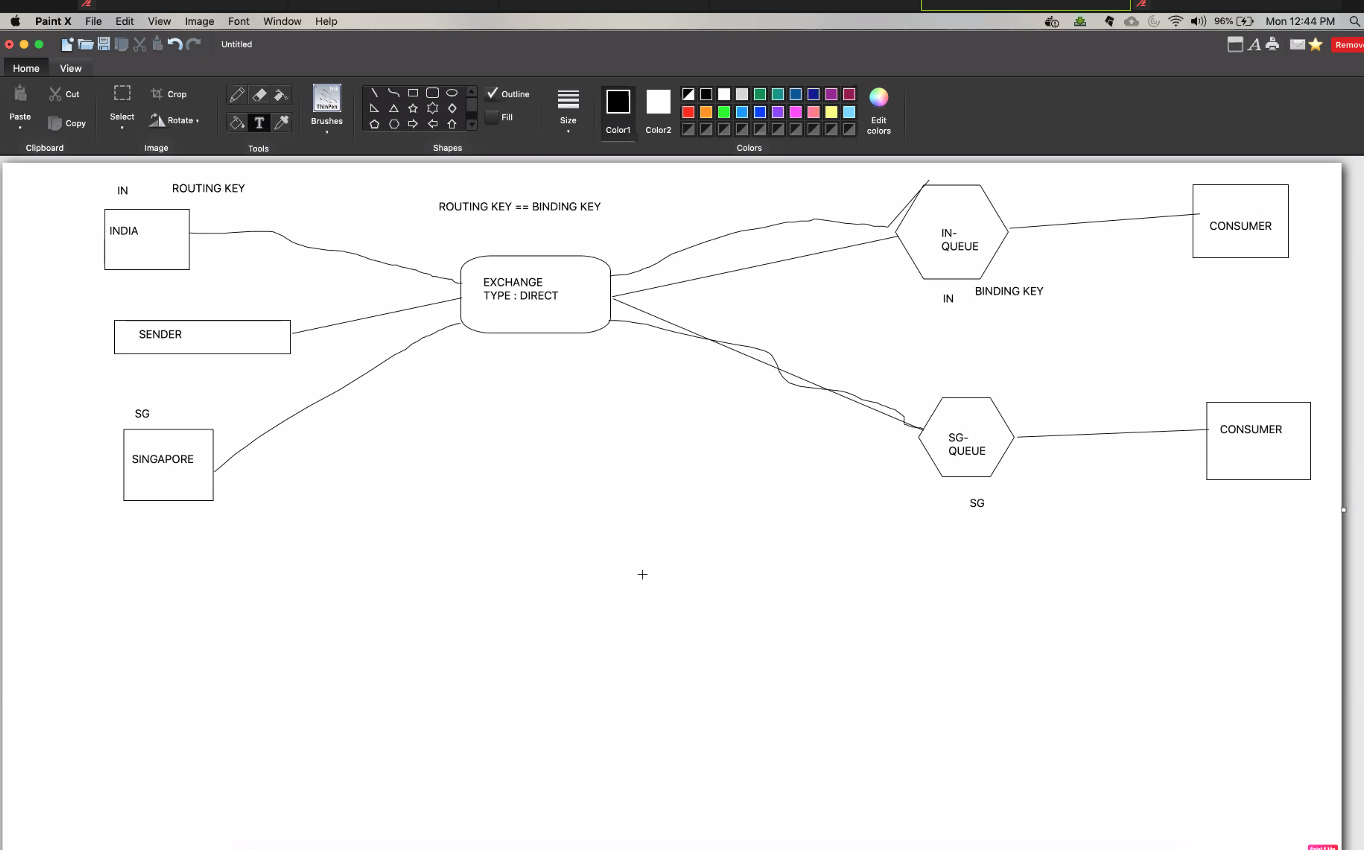 Paint X File Edit View Image Font Window Help
96% Mon 12:44 PM
Untitled
Remov
Home View
Paste
Cut
Copy
Clipboard
Select
Crop
Rotate
Image
T
Tools
ThinPen
Brushes
Outline
Fill
Shapes
Size
Color1
Color2
Edit
colors
Colors
IN
ROUTING KEY
INDIA
ROUTING KEY == BINDING KEY
IN-
QUEUE
CONSUMER
EXCHANGE
TYPE : DIRECT
IN
BINDING KEY
SENDER
SG
SINGAPORE
SG-
QUEUE
CONSUMER
SG